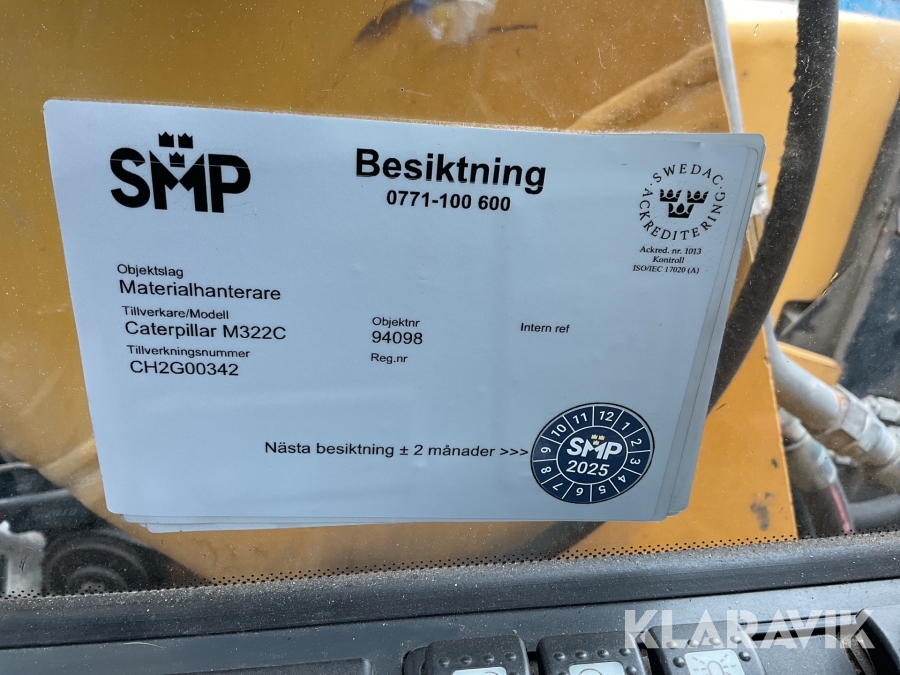 SMP
Besiktning
0771-100 600
SWEDAC
ACKREDITERING
Ackred. nr. 1013
Kontroll
ISO/IEC 17020 (A)
Objektslag
Materialhanterare
Tillverkare/Modell
Caterpillar M322C
Objektnr
94098
Intern ref
Tillverkningsnummer
CH2G00342
Reg.nr
Nästa besiktning ± 2 månader >>>
1 2 3 4 5 6 7 8 9 10 11 12
SMP
2025
KLARAVIK